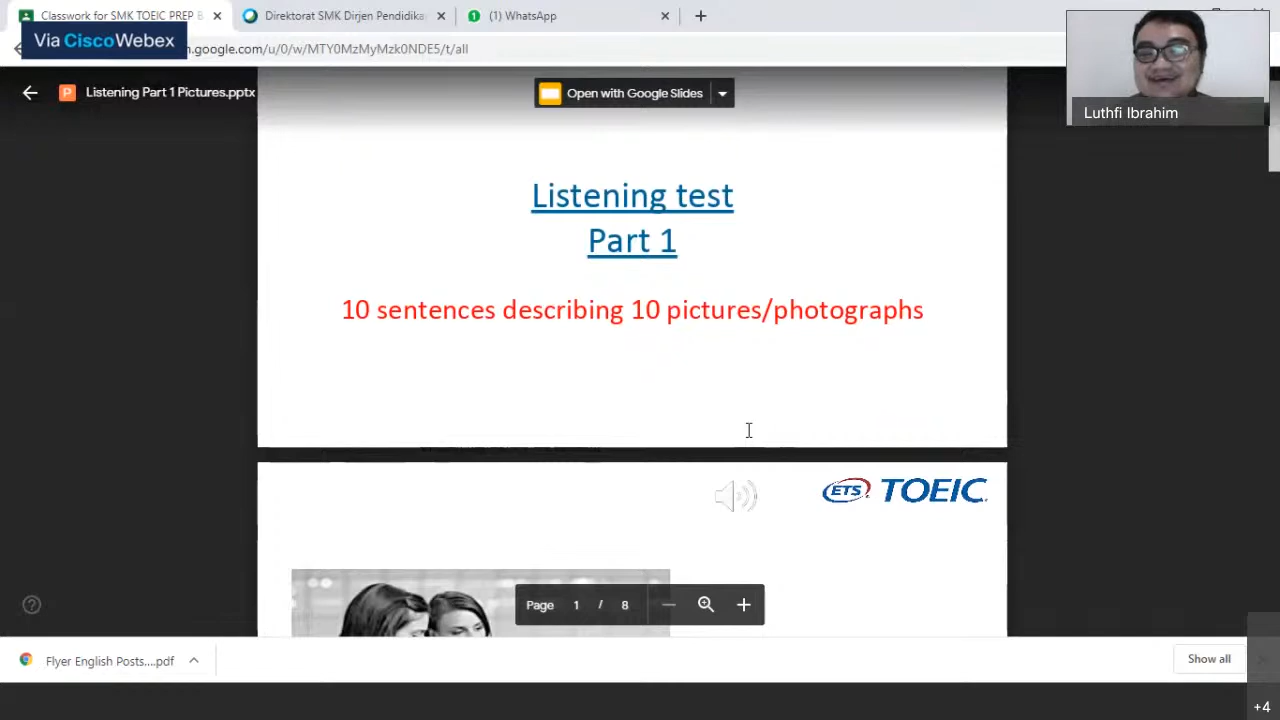 Classwork for SMK TOEIC PREP B
Direktorat SMK Dirjen Pendidika
(1) WhatsApp
Via CiscoWebex
.google.com/u/0/w/MTY0MzMyMzk0NDE5/t/all
Listening Part 1 Pictures.pptx
Open with Google Slides
Luthfi Ibrahim
Listening test
Part 1
10 sentences describing 10 pictures/photographs
ETS TOEIC
Page 1 / 8
Flyer English Posts....pdf
Show all
+4